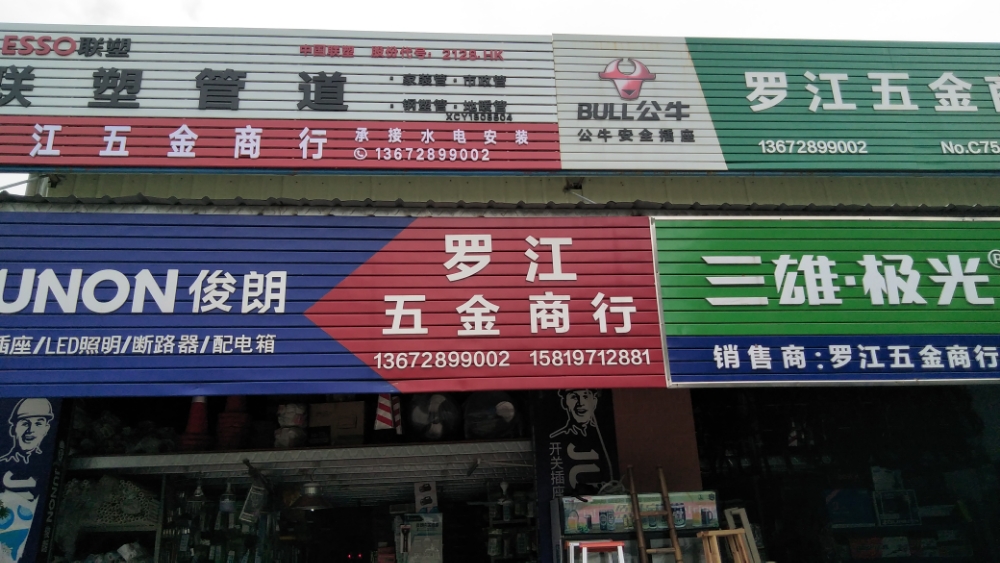 ESSO联塑
中国联塑 股份代号：2128.HK
联塑管道
·家装管·市政管
·钢塑管·地暖管
XCY1505504
江五金商行
承接水电安装
13672899002
BULL公牛
公牛安全插座
罗江五金商
13672899002
No.C75
UNON俊朗
插座/LED照明/断路器/配电箱
罗江
五金商行
13672899002 15819712881
三雄·极光®
销售商:罗江五金商行
开关插座